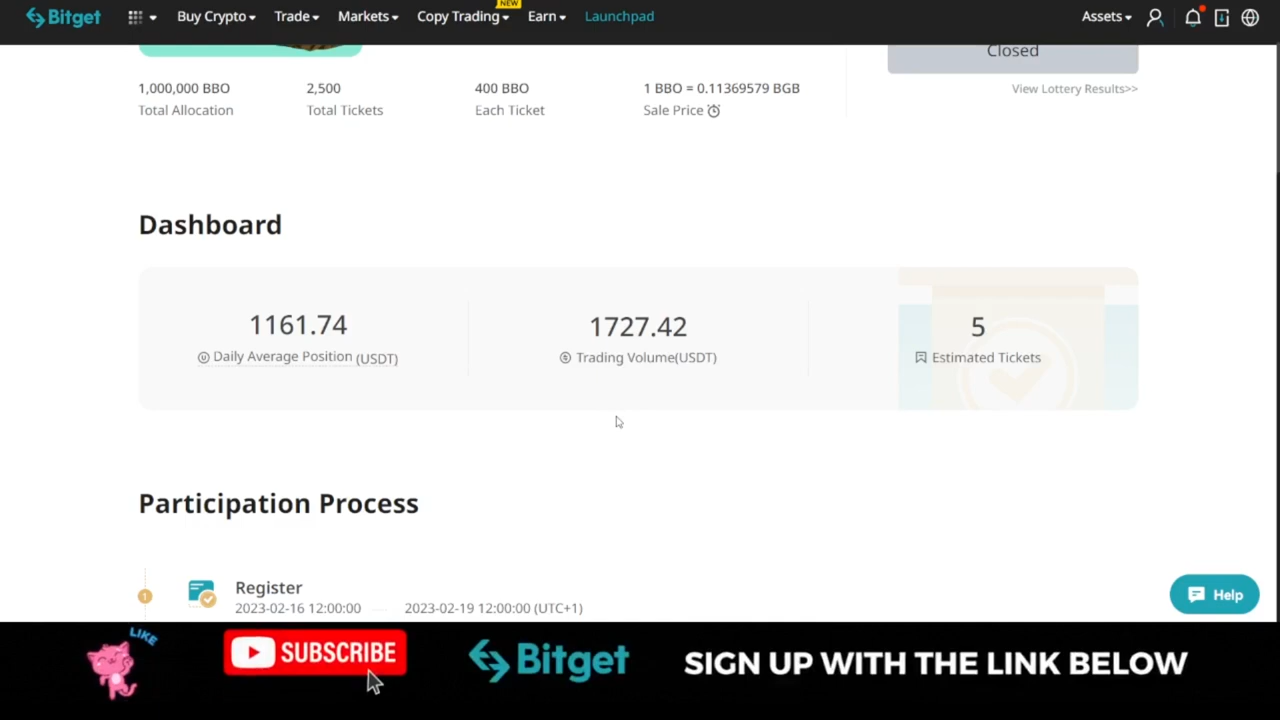 Bitget Buy Crypto Trade Markets Copy Trading NEW Earn Launchpad Assets
Closed
1,000,000 BBO 2,500 400 BBO 1 BBO = 0.11369579 BGB View Lottery Results>>
Total Allocation Total Tickets Each Ticket Sale Price
Dashboard
1161.74 1727.42 5
Daily Average Position (USDT) Trading Volume(USDT) Estimated Tickets
Participation Process
1 Register
2023-02-16 12:00:00 2023-02-19 12:00:00 (UTC+1)
Help
LIKE SUBSCRIBE Bitget SIGN UP WITH THE LINK BELOW